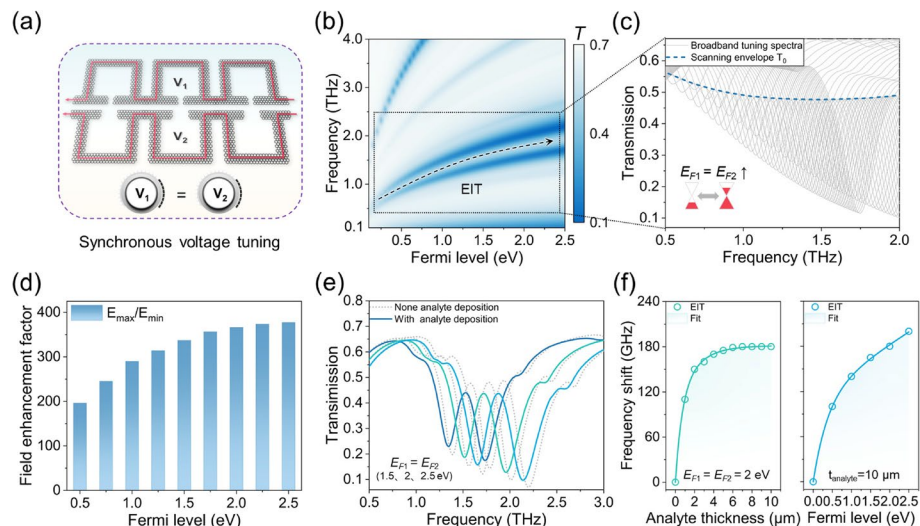 (a)
V1
V2
V1 = V2
Synchronous voltage tuning
(b)
T
4.0
3.0
2.0
1.0
0.1
Frequency (THz)
EIT
0.5 1.0 1.5 2.0 2.5
Fermi level (eV)
0.7
0.4
0.1
(c)
Broadband tuning spectra
Scanning envelope T0
0.6
0.5
0.4
0.3
0.2
0.1
Transmission
EF1 = EF2 ↑
0.5 1.0 1.5 2.0
Frequency (THz)
(d)
Emax/Emin
400
300
200
100
0
Field enhancement factor
0.5 1.0 1.5 2.0 2.5
Fermi level (eV)
(e)
None analyte deposition
With analyte deposition
0.8
0.7
0.6
0.5
0.4
0.3
0.2
0.1
Transimission
EF1 = EF2
(1.5、2、2.5 eV)
0.5 1.0 1.5 2.0 2.5 3.0
Frequency (THz)
(f)
EIT
Fit
240
180
120
60
0
Frequency shift (GHz)
EF1 = EF2 = 2 eV
0 2 4 6 8 10
Analyte thickness (μm)
EIT
Fit
tanalyte=10 μm
0.00.51.01.52.02.5
Fermi level (eV)